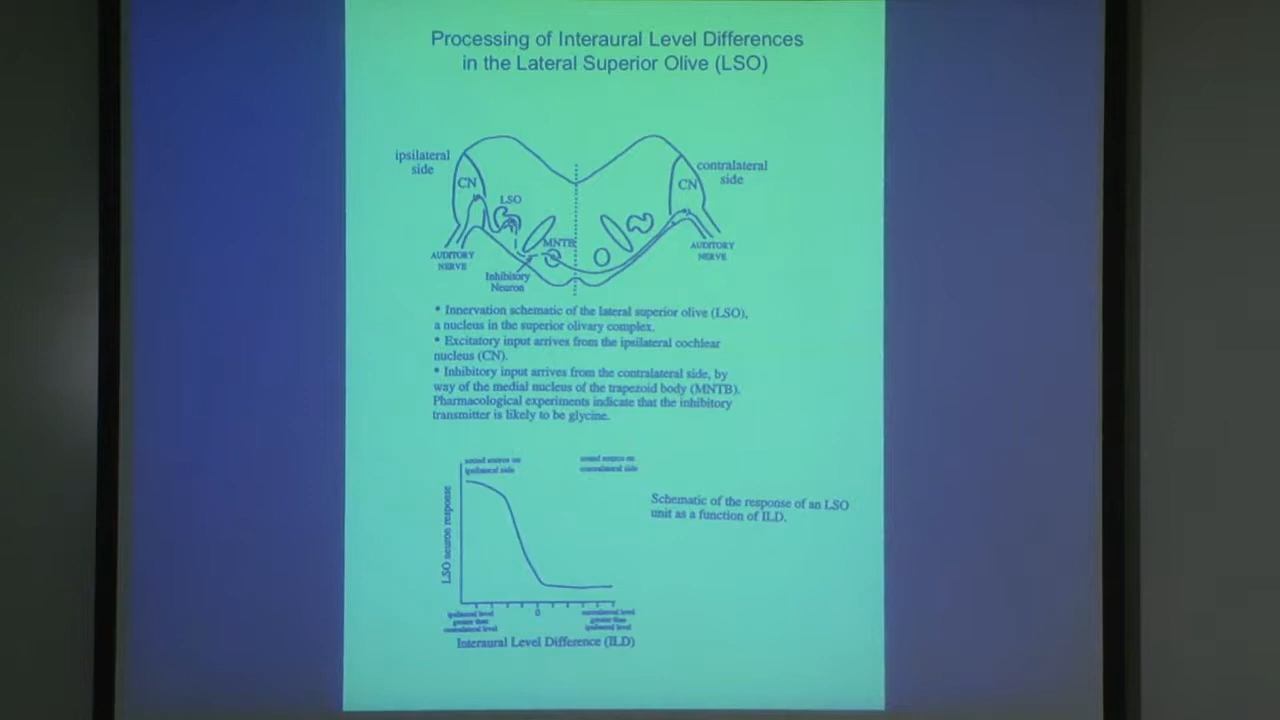 Processing of Interaural Level Differences
in the Lateral Superior Olive (LSO)
ipsilateral
side
contralateral
side
CN
CN
LSO
MNTB
AUDITORY
NERVE
AUDITORY
NERVE
Inhibitory
Neuron
* Innervation schematic of the lateral superior olive (LSO),
a nucleus in the superior olivary complex.
* Excitatory input arrives from the ipsilateral cochlear
nucleus (CN).
* Inhibitory input arrives from the contralateral side, by
way of the medial nucleus of the trapezoid body (MNTB).
Pharmacological experiments indicate that the inhibitory
transmitter is likely to be glycine.
sound source on
ipsilateral side
sound source on
contralateral side
LSO neuron response
Schematic of the response of an LSO
unit as a function of ILD.
0
ipsilateral level
greater than
contralateral level
contralateral level
greater than
ipsilateral level
Interaural Level Difference (ILD)